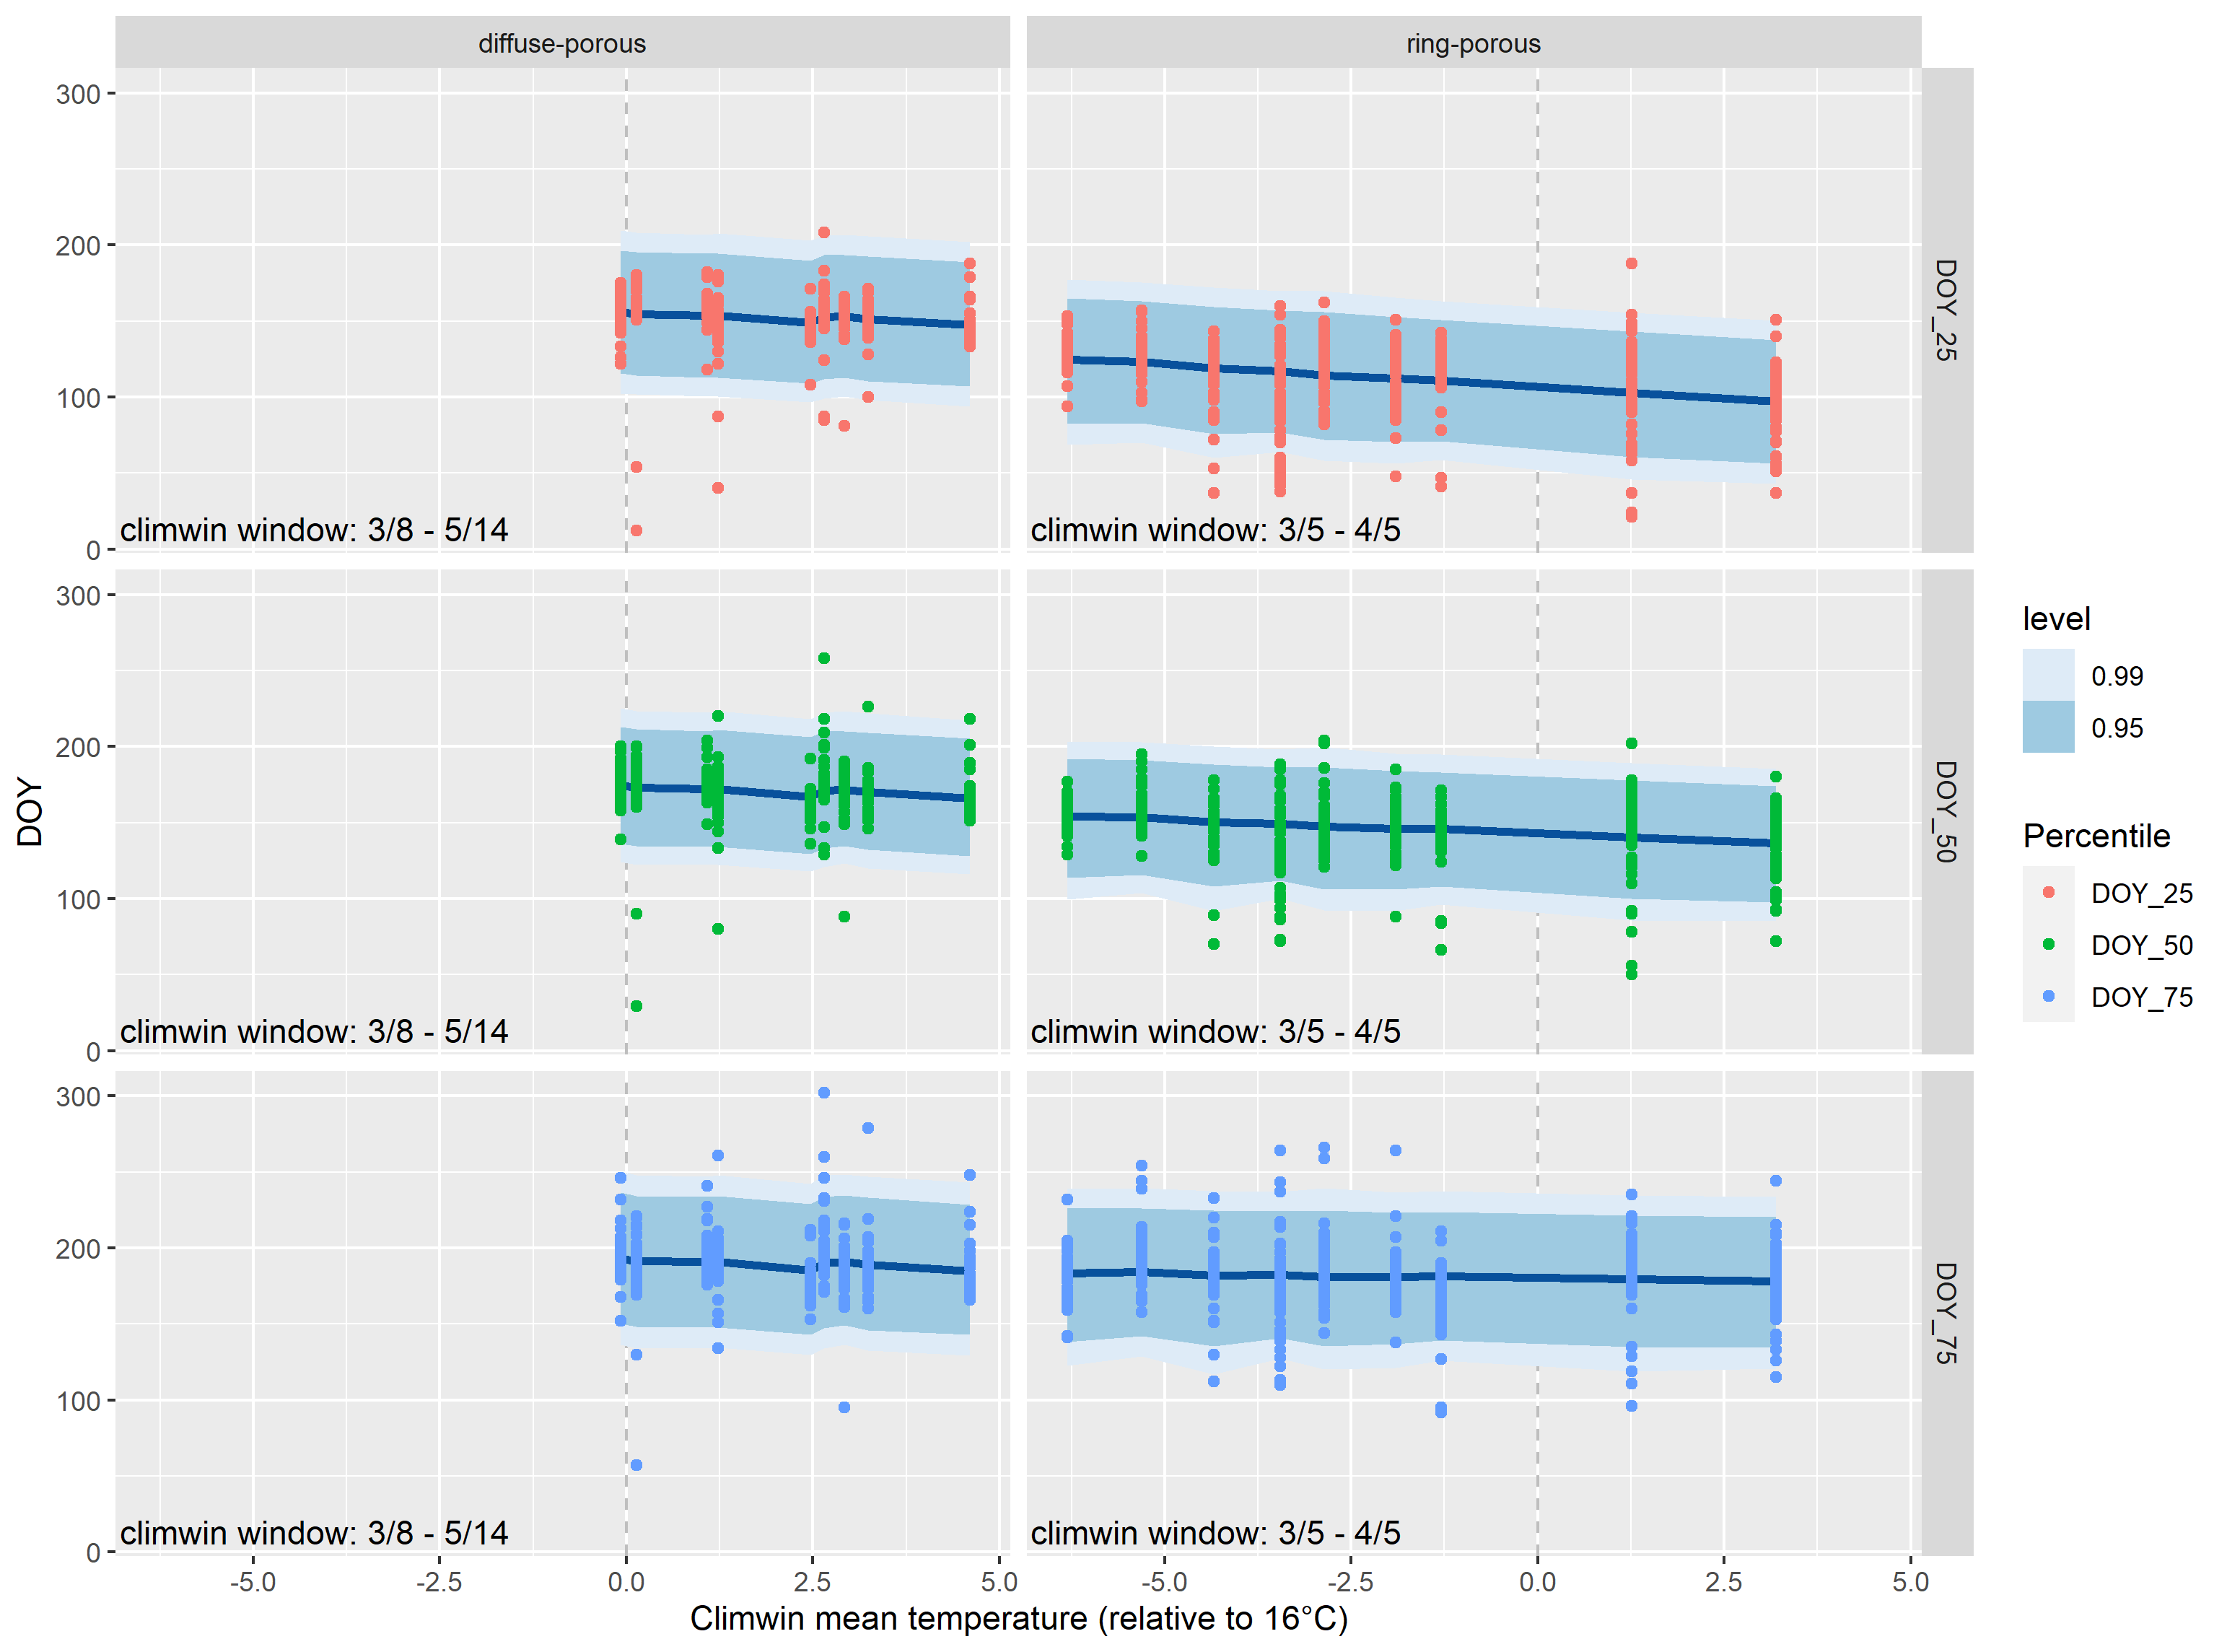 diffuse-porous
ring-porous
300
200
100
0
climwin window: 3/8 - 5/14
climwin window: 3/5 - 4/5
DOY_25
300
200
100
0
climwin window: 3/8 - 5/14
climwin window: 3/5 - 4/5
DOY_50
300
200
100
0
climwin window: 3/8 - 5/14
climwin window: 3/5 - 4/5
DOY_75
DOY
-5.0
-2.5
0.0
2.5
5.0
-5.0
-2.5
0.0
2.5
5.0
Climwin mean temperature (relative to 16°C)
level
0.99
0.95
Percentile
DOY_25
DOY_50
DOY_75